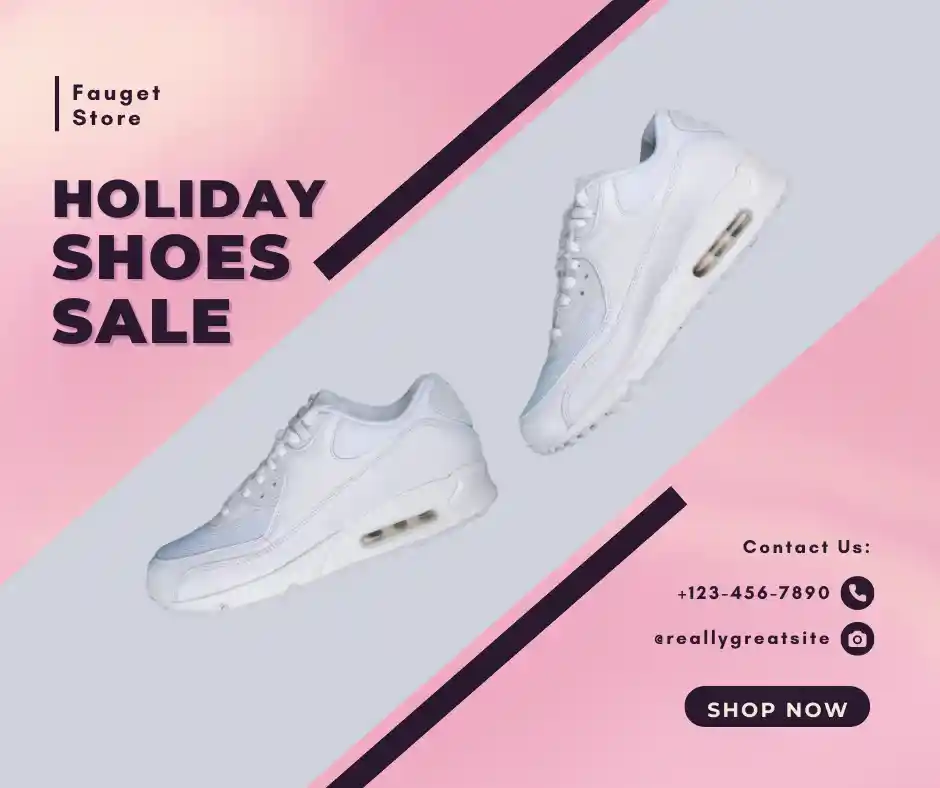 Fauget
Store
HOLIDAY
SHOES
SALE
Contact Us:
+123-456-7890
@reallygreatsite
SHOP NOW